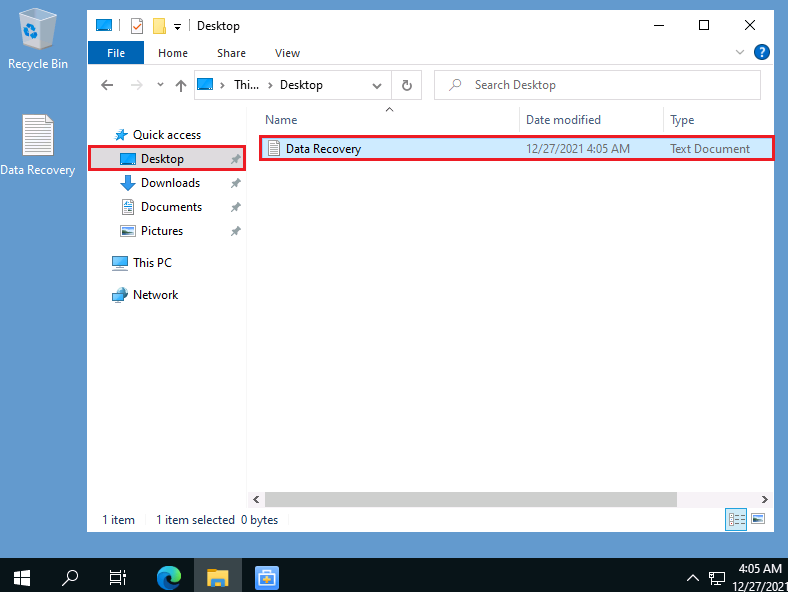 Recycle Bin
Data Recovery
Desktop
File Home Share View
Thi... Desktop
Search Desktop
Name Date modified Type
Quick access
Desktop
Downloads
Documents
Pictures
This PC
Network
Data Recovery 12/27/2021 4:05 AM Text Document
1 item 1 item selected 0 bytes
4:05 AM
12/27/2021